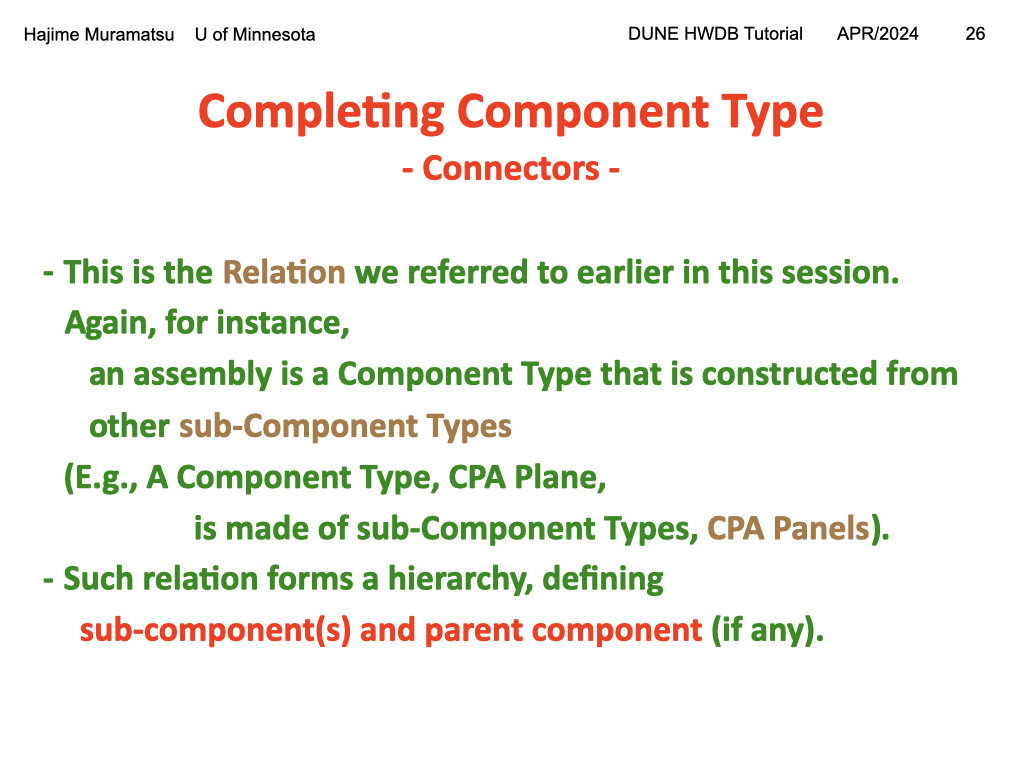 Hajime Muramatsu U of Minnesota DUNE HWDB Tutorial APR/2024 26
Completing Component Type
- Connectors -
- This is the Relation we referred to earlier in this session.
Again, for instance,
an assembly is a Component Type that is constructed from
other sub-Component Types
(E.g., A Component Type, CPA Plane,
is made of sub-Component Types, CPA Panels).
- Such relation forms a hierarchy, defining
sub-component(s) and parent component (if any).